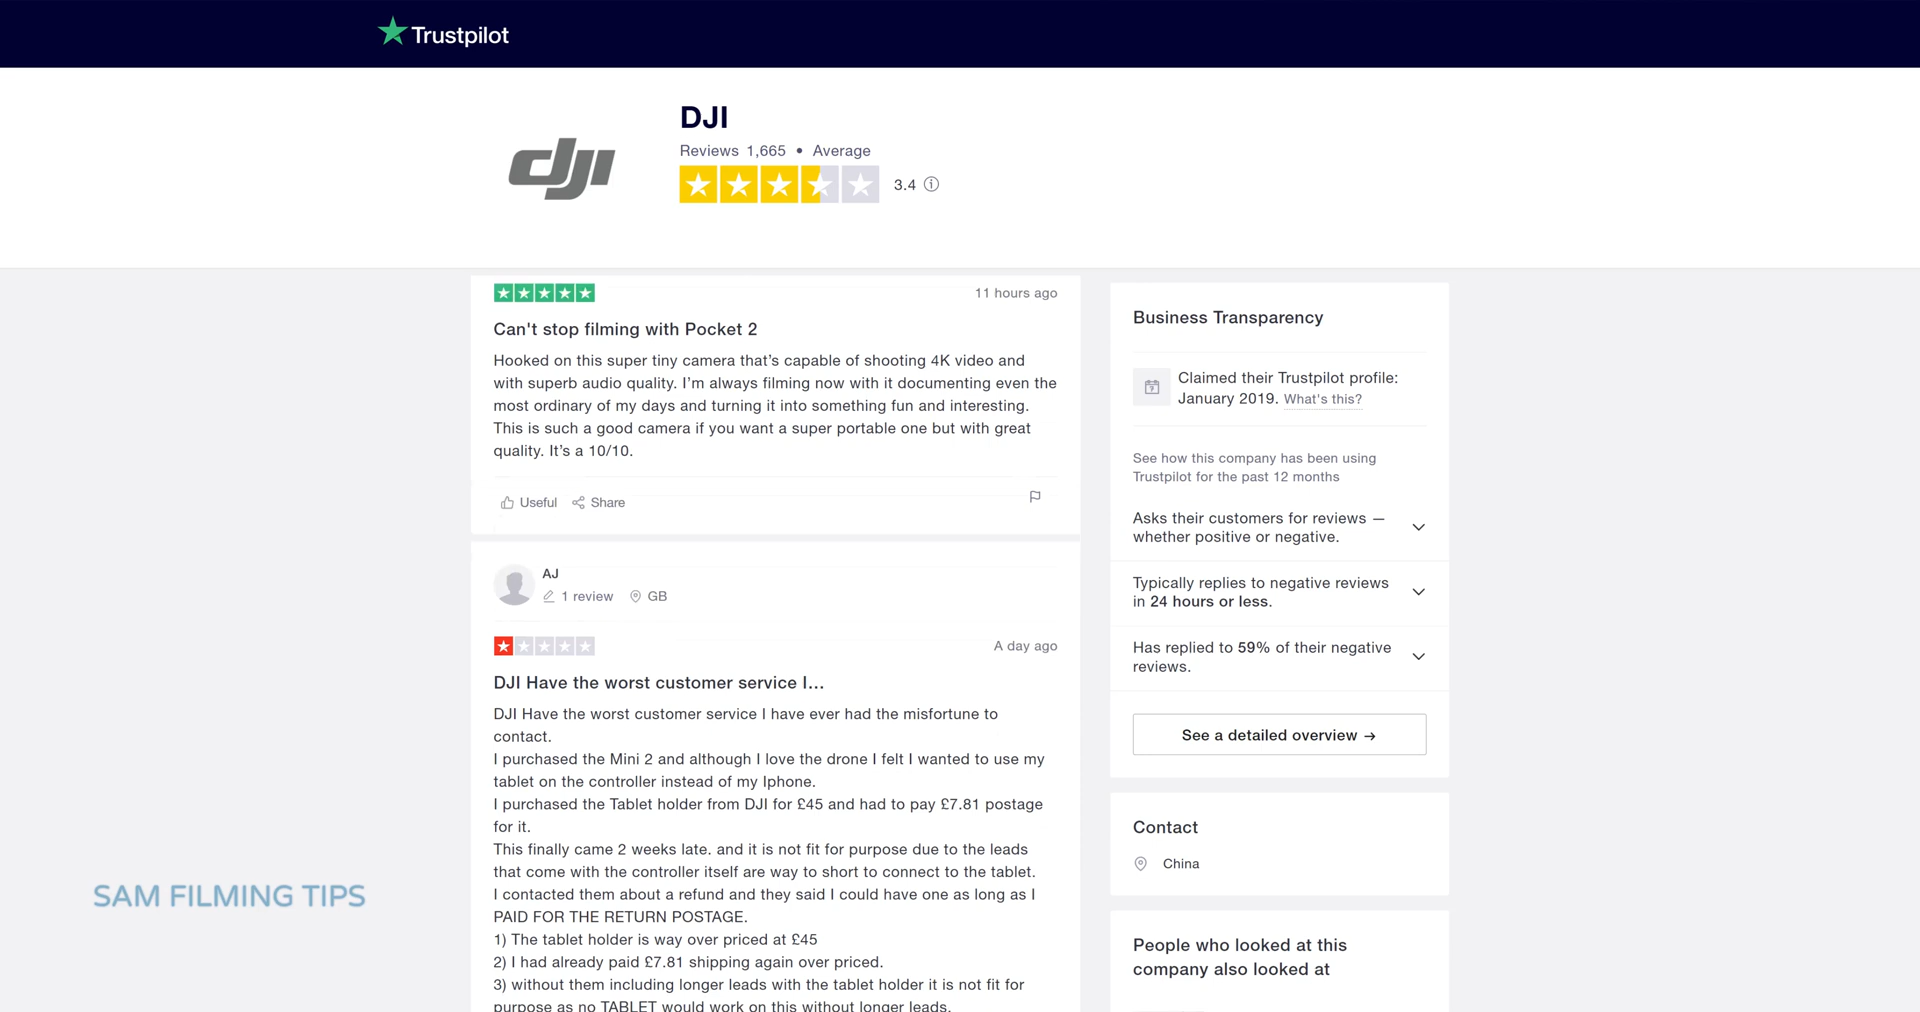 Trustpilot
dji
DJI
Reviews 1,665 • Average
3.4
11 hours ago
Can't stop filming with Pocket 2
Hooked on this super tiny camera that’s capable of shooting 4K video and
with superb audio quality. I’m always filming now with it documenting even the
most ordinary of my days and turning it into something fun and interesting.
This is such a good camera if you want a super portable one but with great
quality. It’s a 10/10.
Useful Share
AJ
1 review GB
A day ago
DJI Have the worst customer service I...
DJI Have the worst customer service I have ever had the misfortune to
contact.
I purchased the Mini 2 and although I love the drone I felt I wanted to use my
tablet on the controller instead of my Iphone.
I purchased the Tablet holder from DJI for £45 and had to pay £7.81 postage
for it.
This finally came 2 weeks late. and it is not fit for purpose due to the leads
that come with the controller itself are way to short to connect to the tablet.
I contacted them about a refund and they said I could have one as long as I
PAID FOR THE RETURN POSTAGE.
1) The tablet holder is way over priced at £45
2) I had already paid £7.81 shipping again over priced.
3) without them including longer leads with the tablet holder it is not fit for
purpose as no TABLET would work on this without longer leads.
Business Transparency
Claimed their Trustpilot profile:
January 2019. What's this?
See how this company has been using
Trustpilot for the past 12 months
Asks their customers for reviews —
whether positive or negative.
Typically replies to negative reviews
in 24 hours or less.
Has replied to 59% of their negative
reviews.
See a detailed overview →
Contact
China
People who looked at this
company also looked at
SAM FILMING TIPS